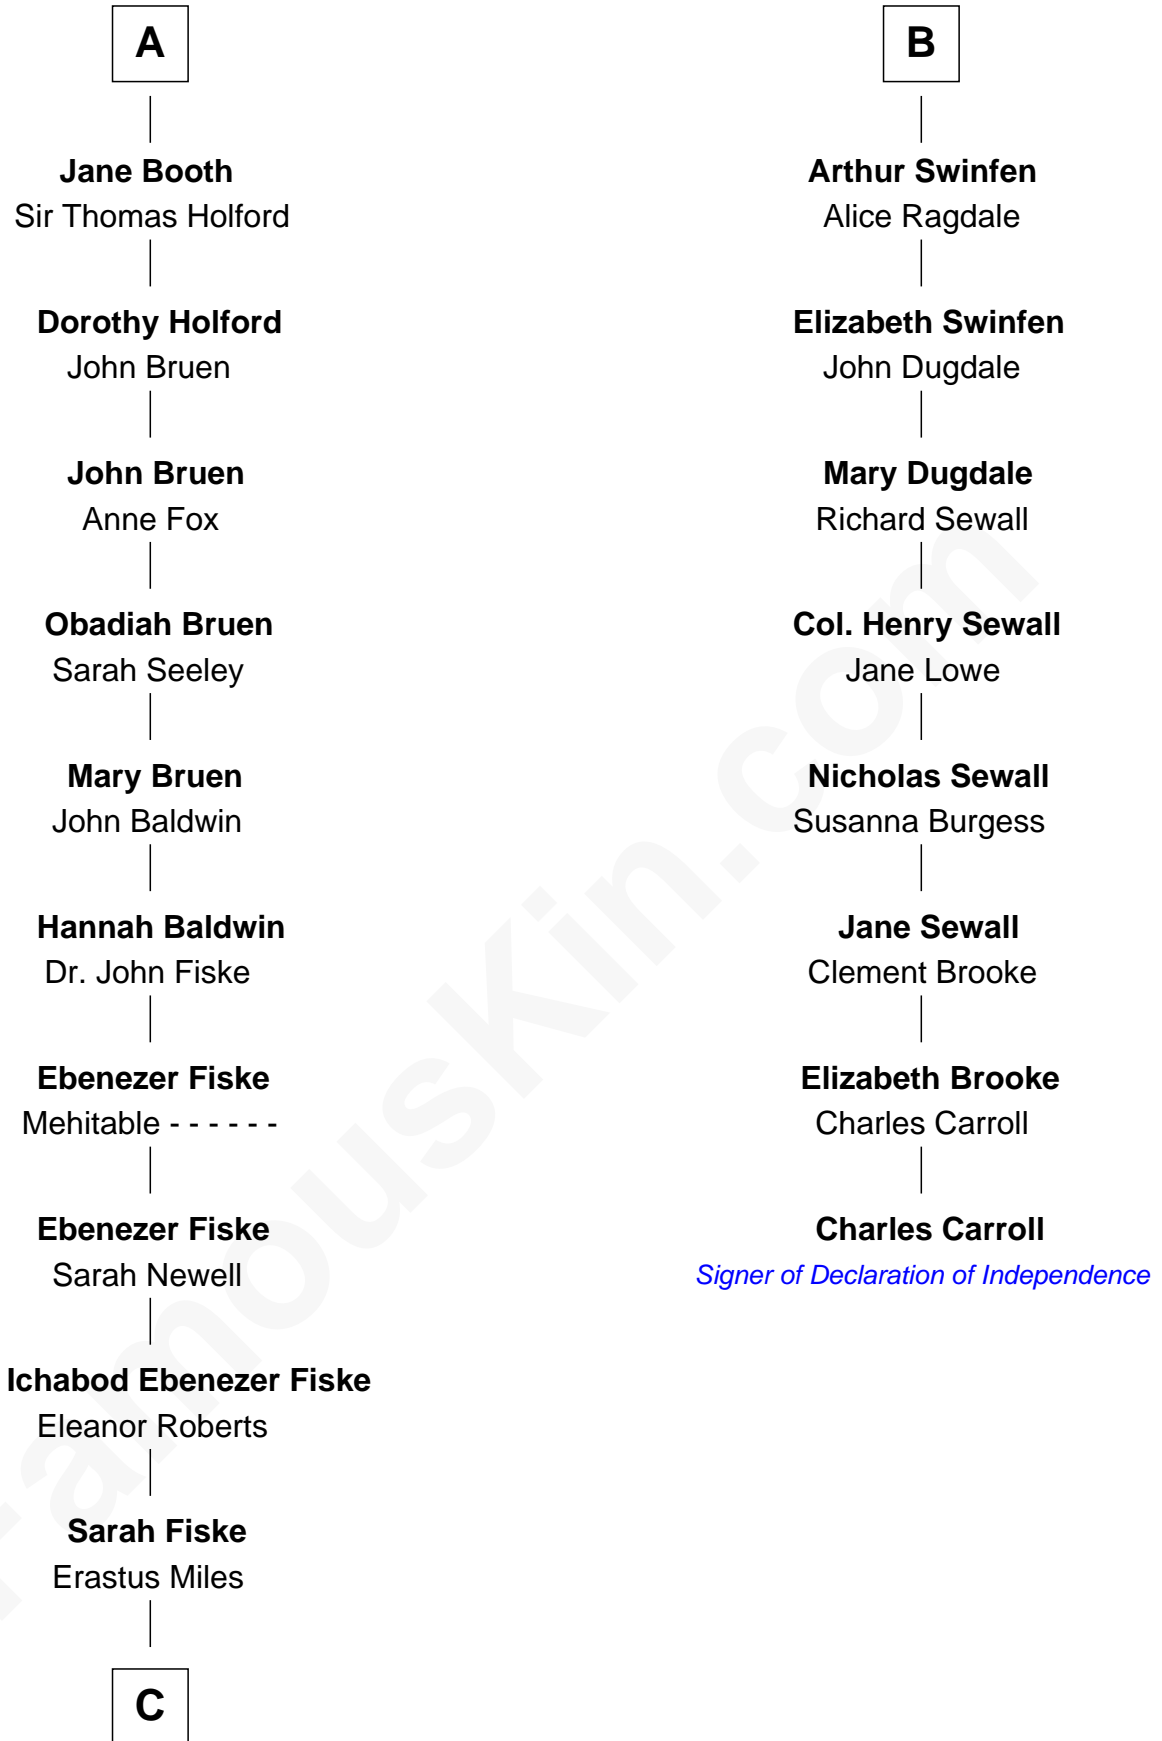 A
Jane Booth
Sir Thomas Holford
Dorothy Holford
John Bruen
John Bruen
Anne Fox
Obadiah Bruen
Sarah Seeley
Mary Bruen
John Baldwin
Hannah Baldwin
Dr. John Fiske
Ebenezer Fiske
Mehitable - - - - - -
Ebenezer Fiske
Sarah Newell
Ichabod Ebenezer Fiske
Eleanor Roberts
Sarah Fiske
Erastus Miles
C
B
Arthur Swinfen
Alice Ragdale
Elizabeth Swinfen
John Dugdale
Mary Dugdale
Richard Sewall
Col. Henry Sewall
Jane Lowe
Nicholas Sewall
Susanna Burgess
Jane Sewall
Clement Brooke
Elizabeth Brooke
Charles Carroll
Charles Carroll
Signer of Declaration of Independence
FamousKin.com